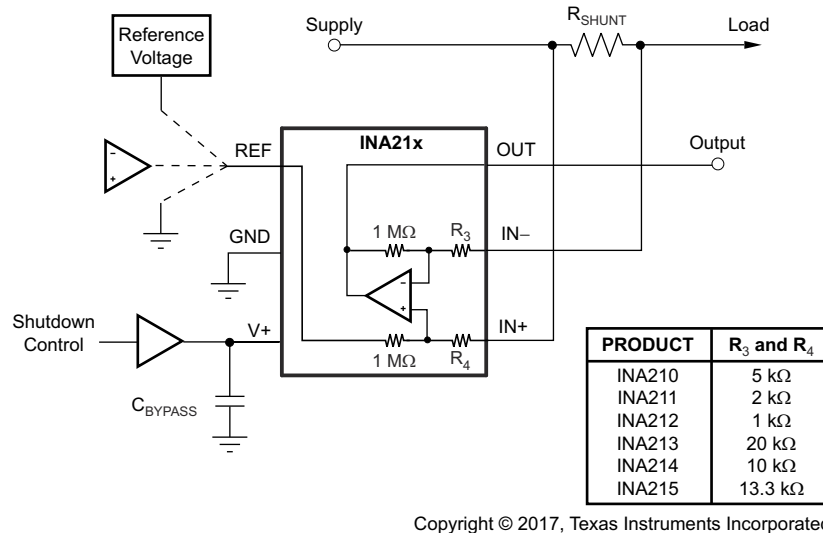 Reference
Voltage
Supply
R_SHUNT
Load
INA21x
REF
OUT
Output
GND
1 MΩ
R₃
IN−
-
+
-
+
Shutdown
Control
V+
1 MΩ
R₄
IN+
C_BYPASS
PRODUCT R₃ and R₄
INA210 5 kΩ
INA211 2 kΩ
INA212 1 kΩ
INA213 20 kΩ
INA214 10 kΩ
INA215 13.3 kΩ
Copyright © 2017, Texas Instruments Incorporated